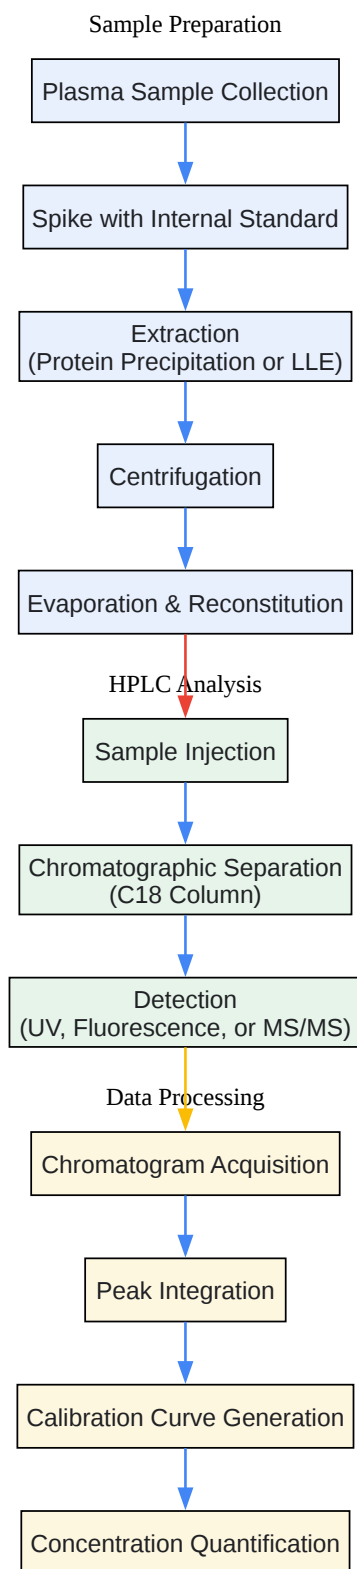 Sample Preparation
Plasma Sample Collection
Spike with Internal Standard
Extraction
(Protein Precipitation or LLE)
Centrifugation
Evaporation & Reconstitution
HPLC Analysis
Sample Injection
Chromatographic Separation
(C18 Column)
Detection
(UV, Fluorescence, or MS/MS)
Data Processing
Chromatogram Acquisition
Peak Integration
Calibration Curve Generation
Concentration Quantification